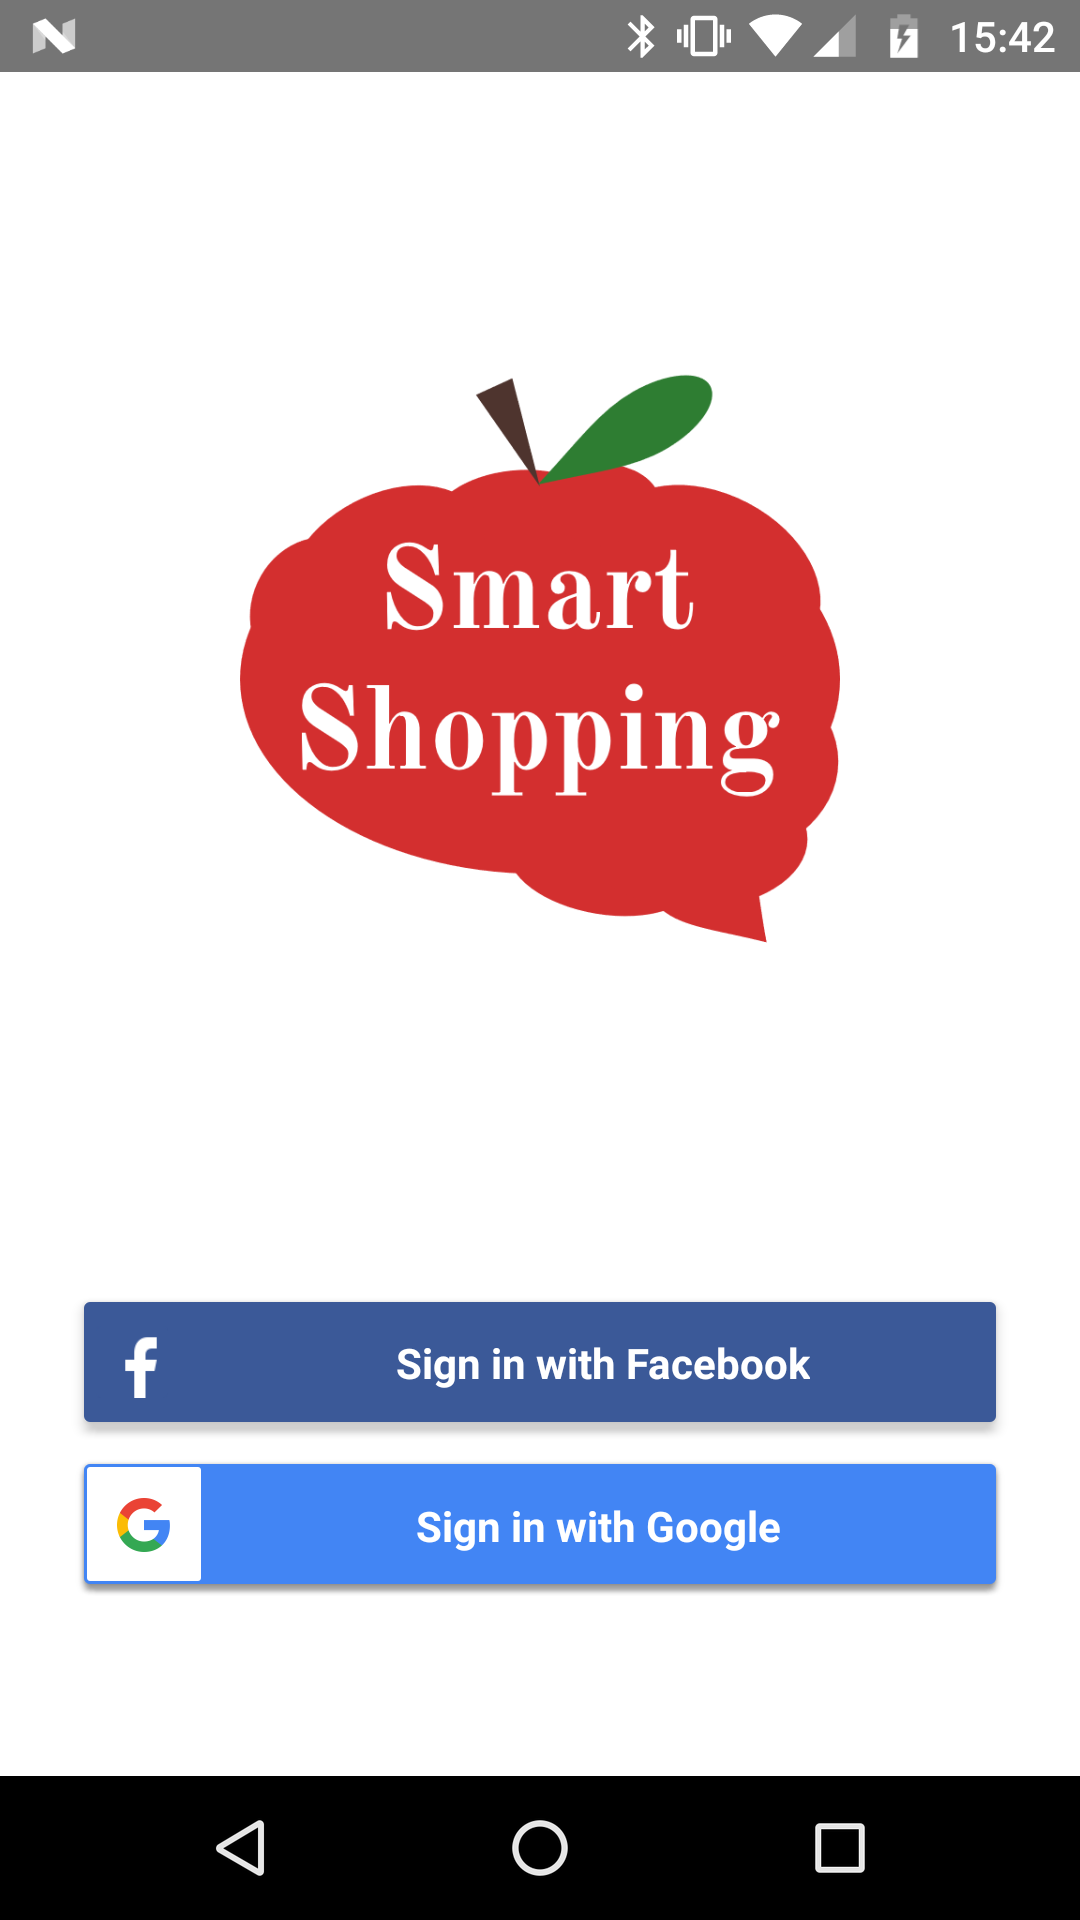 15:42
Smart
Shopping
Sign in with Facebook
Sign in with Google